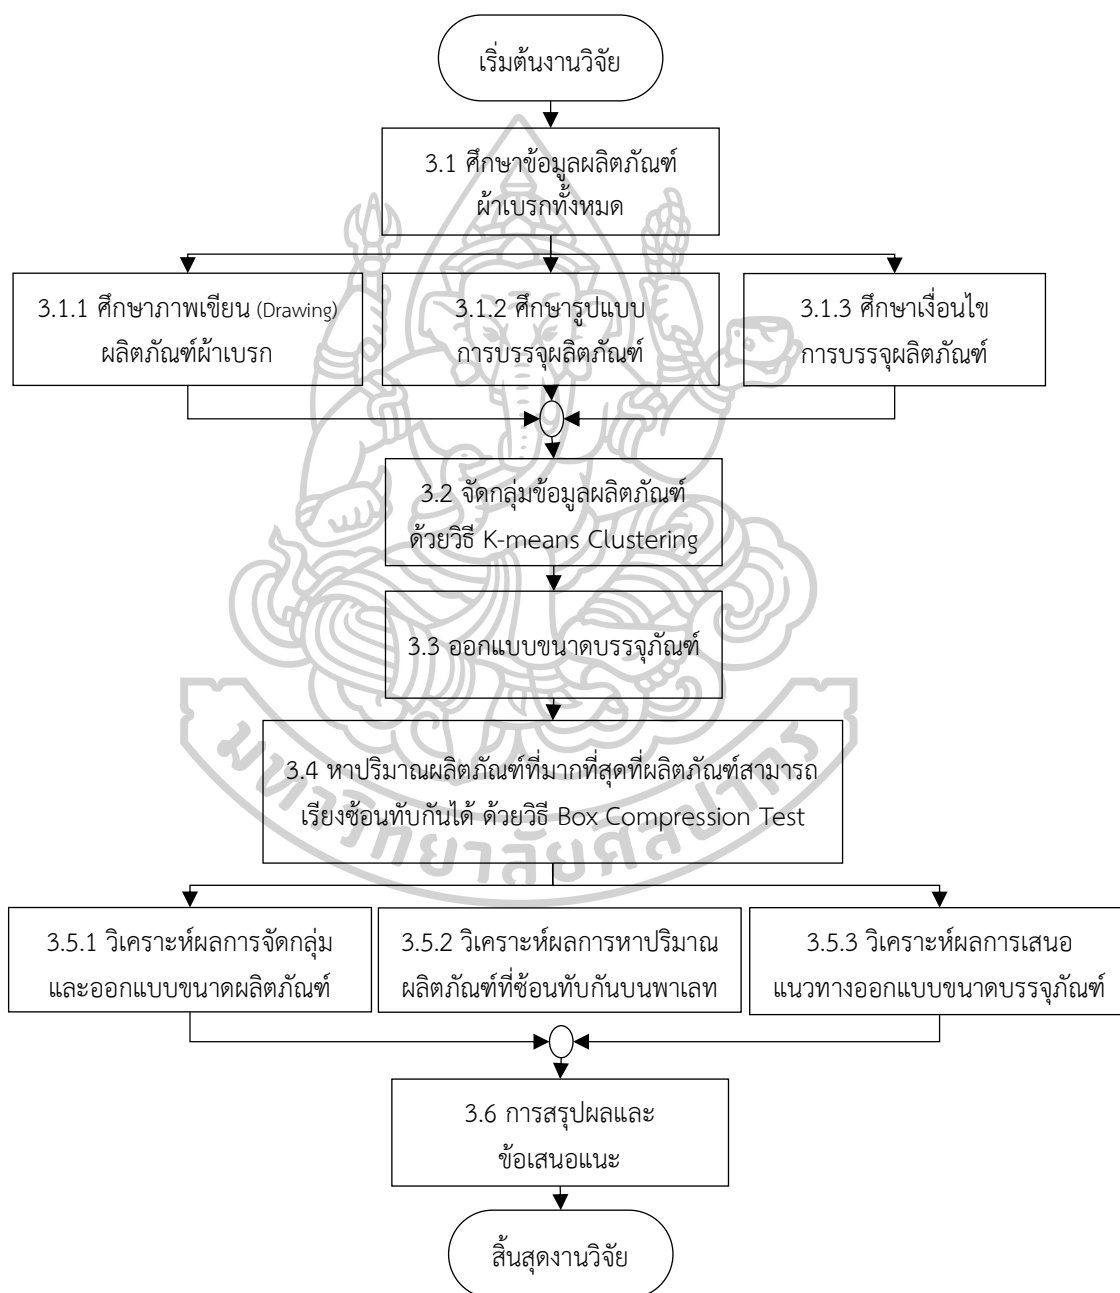 เริ่มต้นงานวิจัย
3.1 ศึกษาข้อมูลผลิตภัณฑ์
ผ้าเบรกทั้งหมด
3.1.1 ศึกษาภาพเขียน (Drawing)
ผลิตภัณฑ์ผ้าเบรก
3.1.2 ศึกษารูปแบบ
การบรรจุผลิตภัณฑ์
3.1.3 ศึกษาเงื่อนไข
การบรรจุผลิตภัณฑ์
3.2 จัดกลุ่มข้อมูลผลิตภัณฑ์
ด้วยวิธี K-means Clustering
3.3 ออกแบบขนาดบรรจุภัณฑ์
3.4 หาปริมาณผลิตภัณฑ์ที่มากที่สุดที่ผลิตภัณฑ์สามารถ
เรียงซ้อนทับกันได้ ด้วยวิธี Box Compression Test
มหาวิทยาลัยศิลปากร
3.5.1 วิเคราะห์ผลการจัดกลุ่ม
และออกแบบขนาดผลิตภัณฑ์
3.5.2 วิเคราะห์ผลการหาปริมาณ
ผลิตภัณฑ์ที่ซ้อนทับกันบนพาเลท
3.5.3 วิเคราะห์ผลการเสนอ
แนวทางออกแบบขนาดบรรจุภัณฑ์
3.6 การสรุปผลและ
ข้อเสนอแนะ
สิ้นสุดงานวิจัย